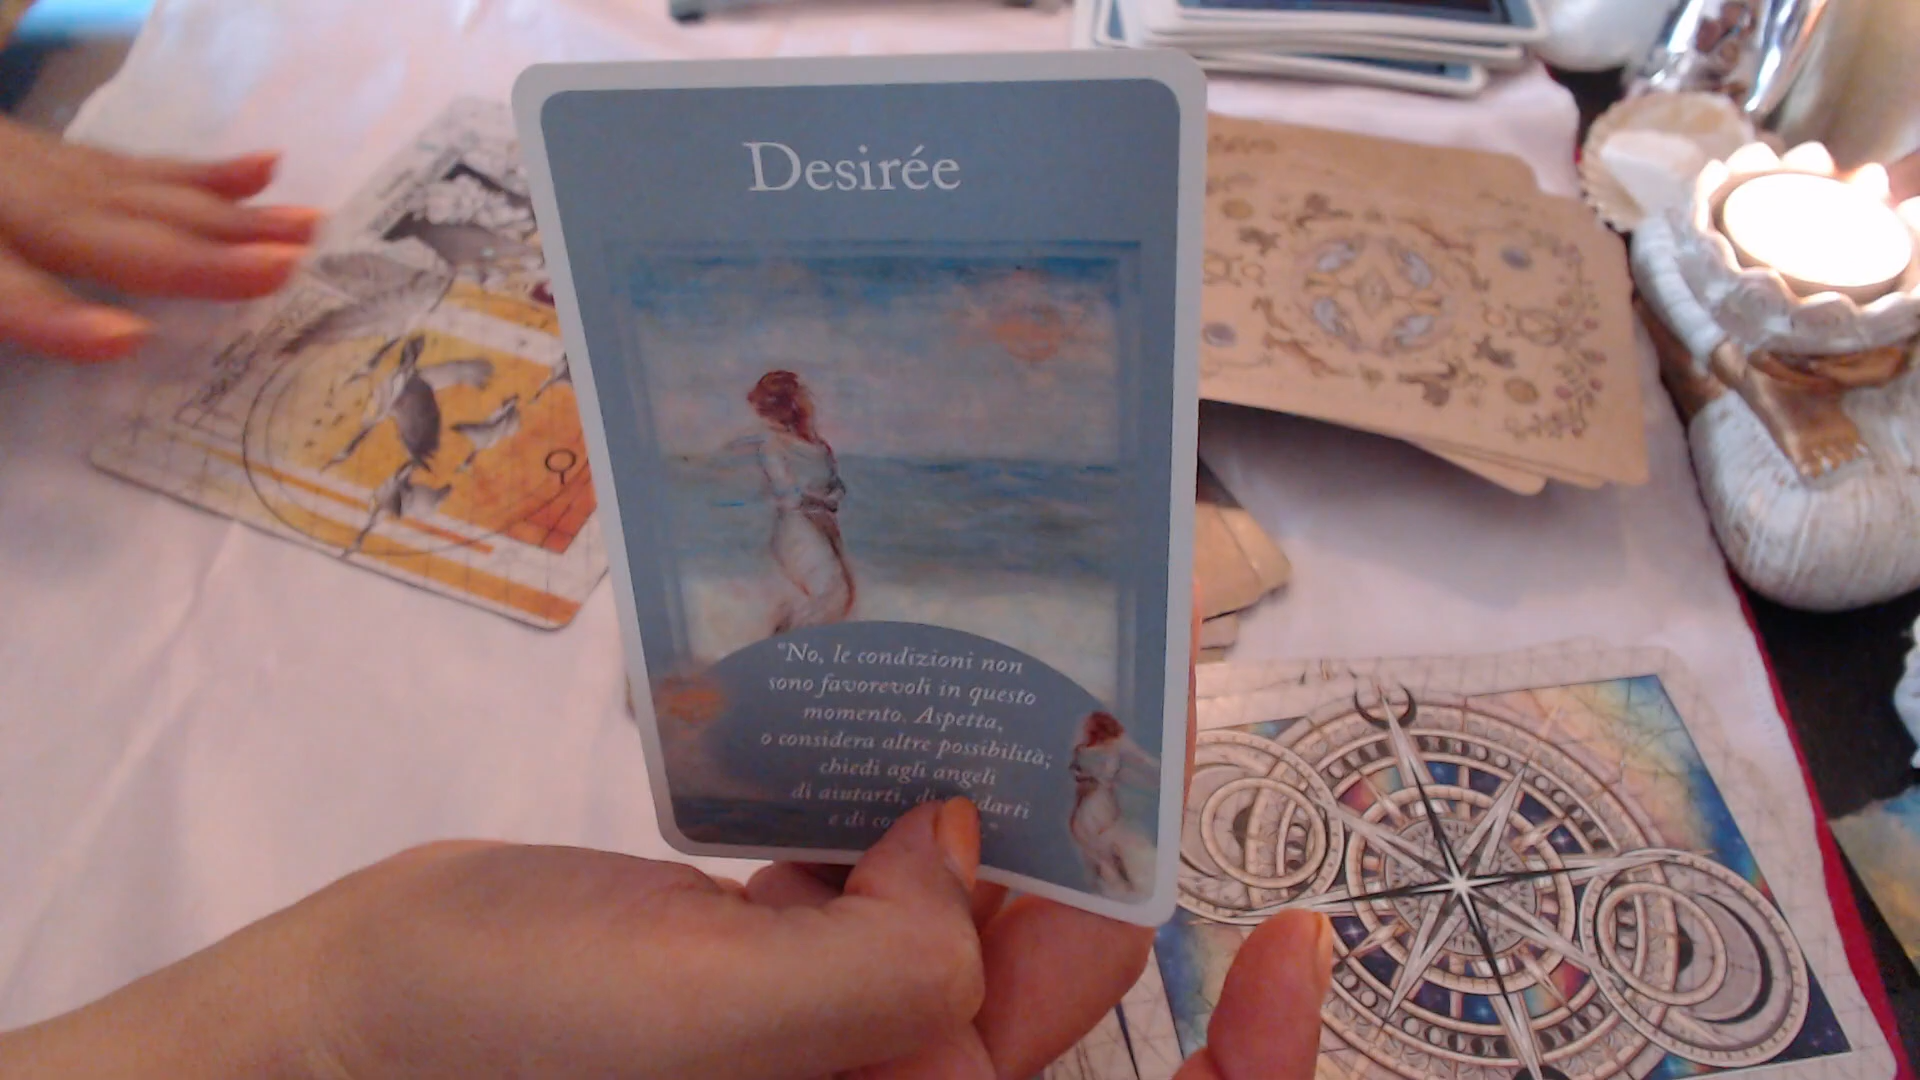 Desirée
"No, le condizioni non
sono favorevoli in questo
momento. Aspetta,
o considera altre possibilità;
chiedi agli angeli
di aiutarti,
e di